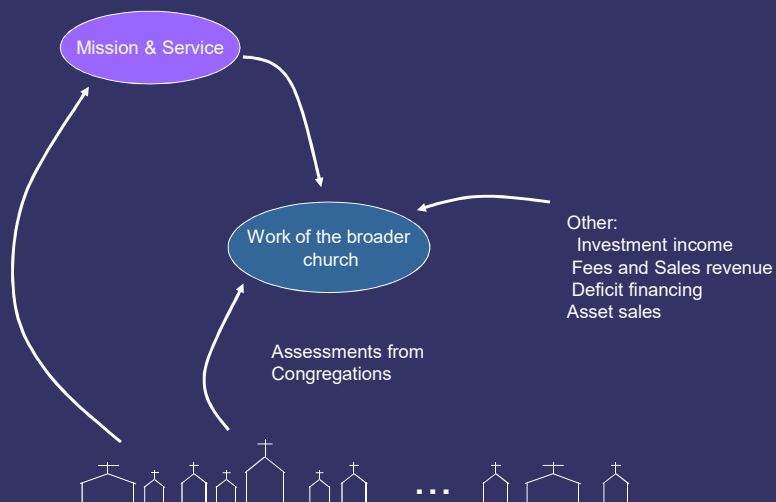 Mission & Service
Work of the broader
church
Other:
Investment income
Fees and Sales revenue
Deficit financing
Asset sales
Assessments from
Congregations
...